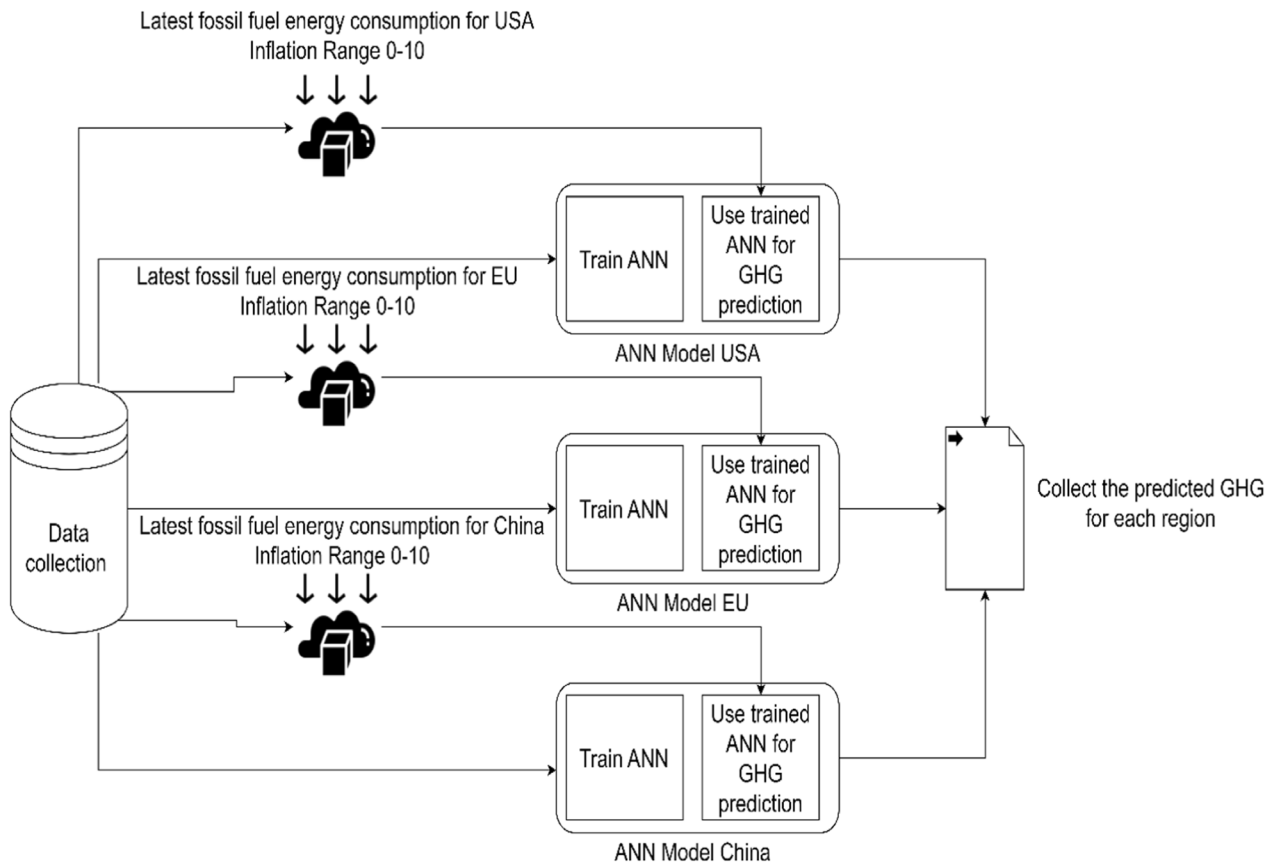 Latest fossil fuel energy consumption for USA
Inflation Range 0-10
Train ANN
Use trained
ANN for
GHG
prediction
ANN Model USA
Latest fossil fuel energy consumption for EU
Inflation Range 0-10
Data
collection
Train ANN
Use trained
ANN for
GHG
prediction
ANN Model EU
Collect the predicted GHG
for each region
Latest fossil fuel energy consumption for China
Inflation Range 0-10
Train ANN
Use trained
ANN for
GHG
prediction
ANN Model China